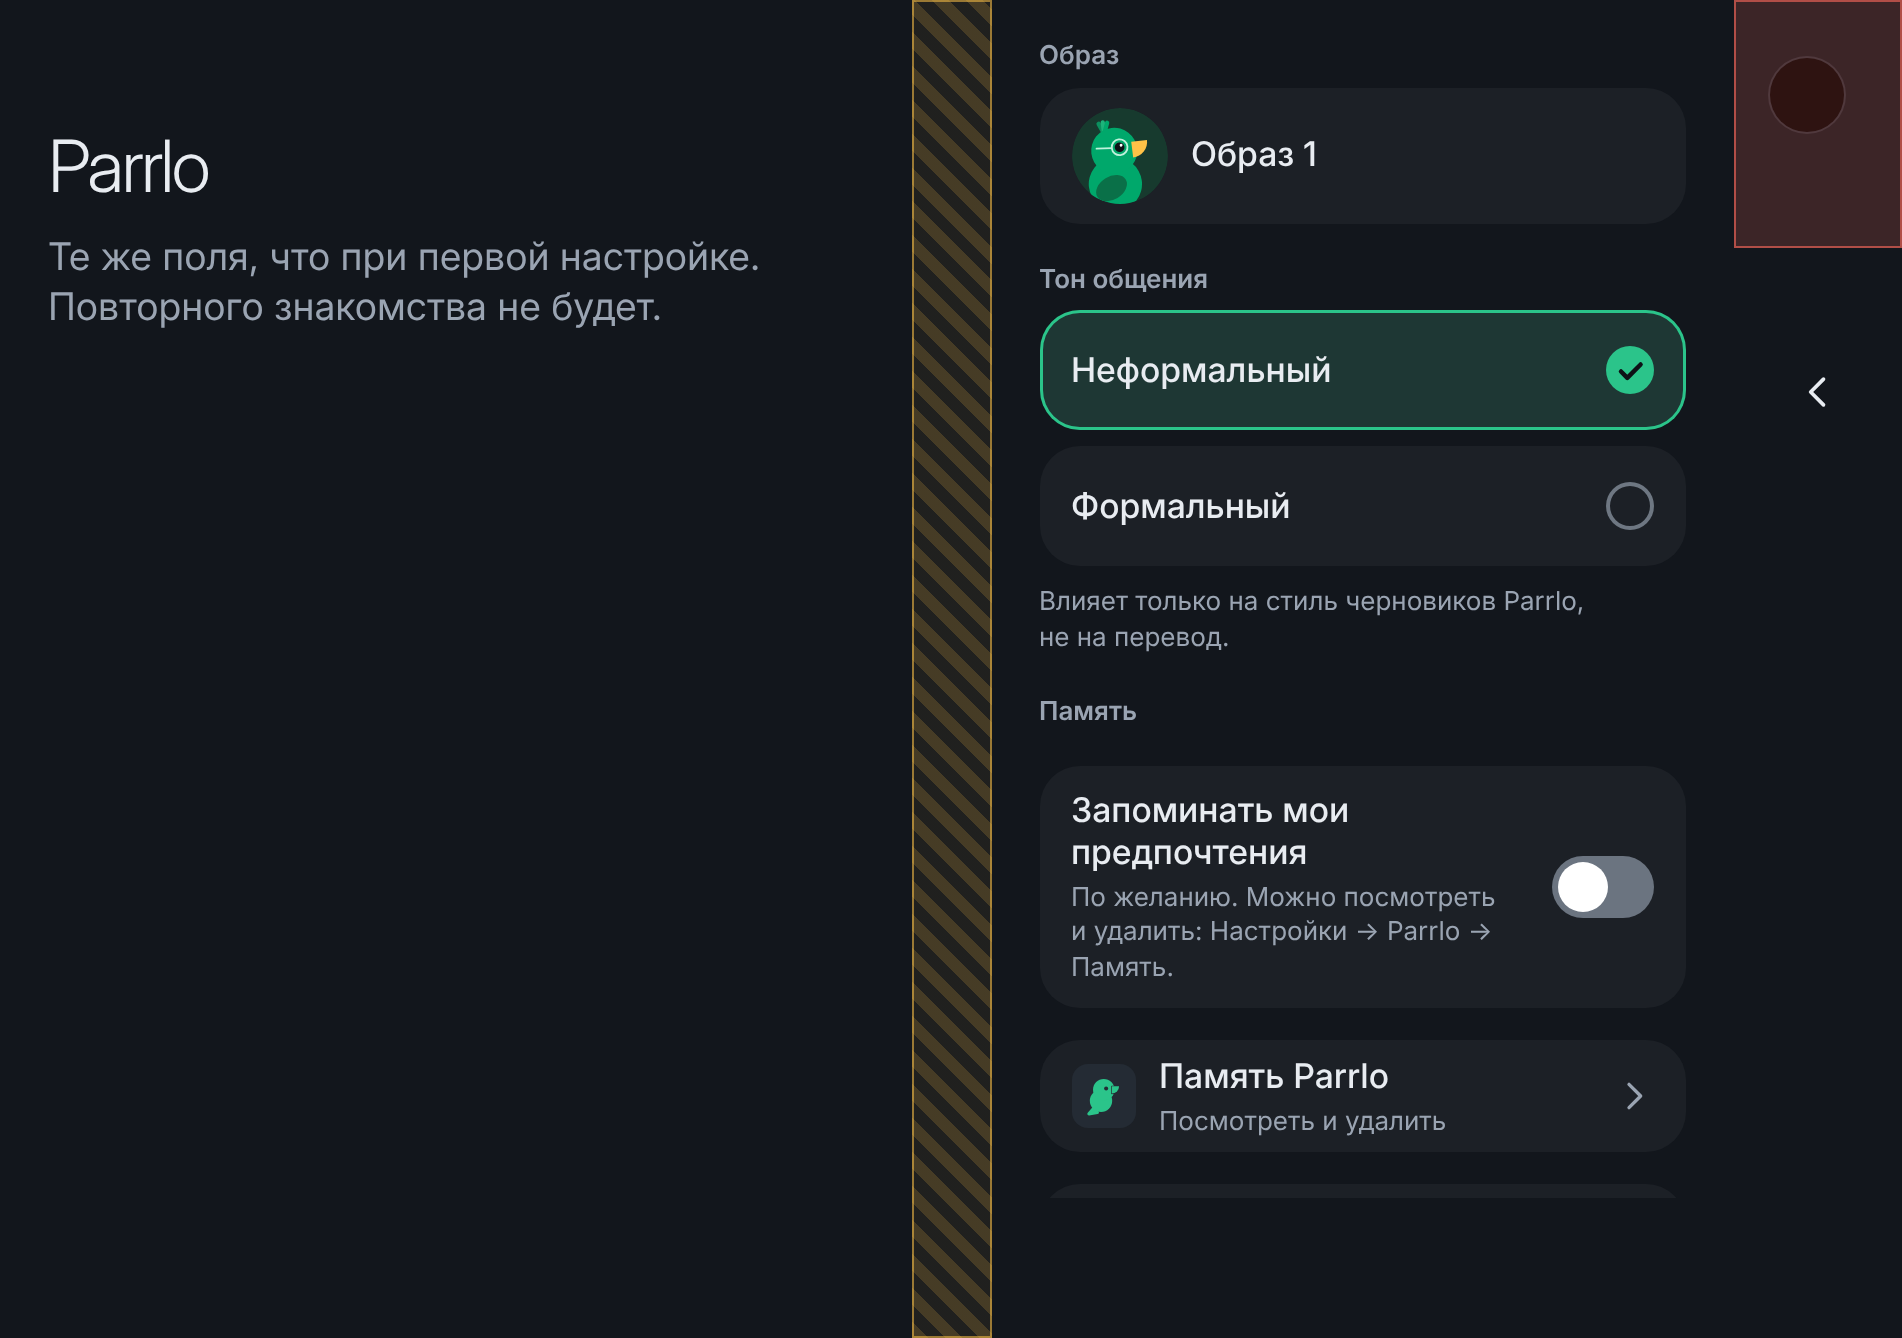 Parrlo
Те же поля, что при первой настройке.
Повторного знакомства не будет.
Образ
Образ 1
Тон общения
Неформальный
Формальный
Влияет только на стиль черновиков Parrlo,
не на перевод.
Память
Запоминать мои
предпочтения
По желанию. Можно посмотреть
и удалить: Настройки → Parrlo →
Память.
Память Parrlo
Посмотреть и удалить